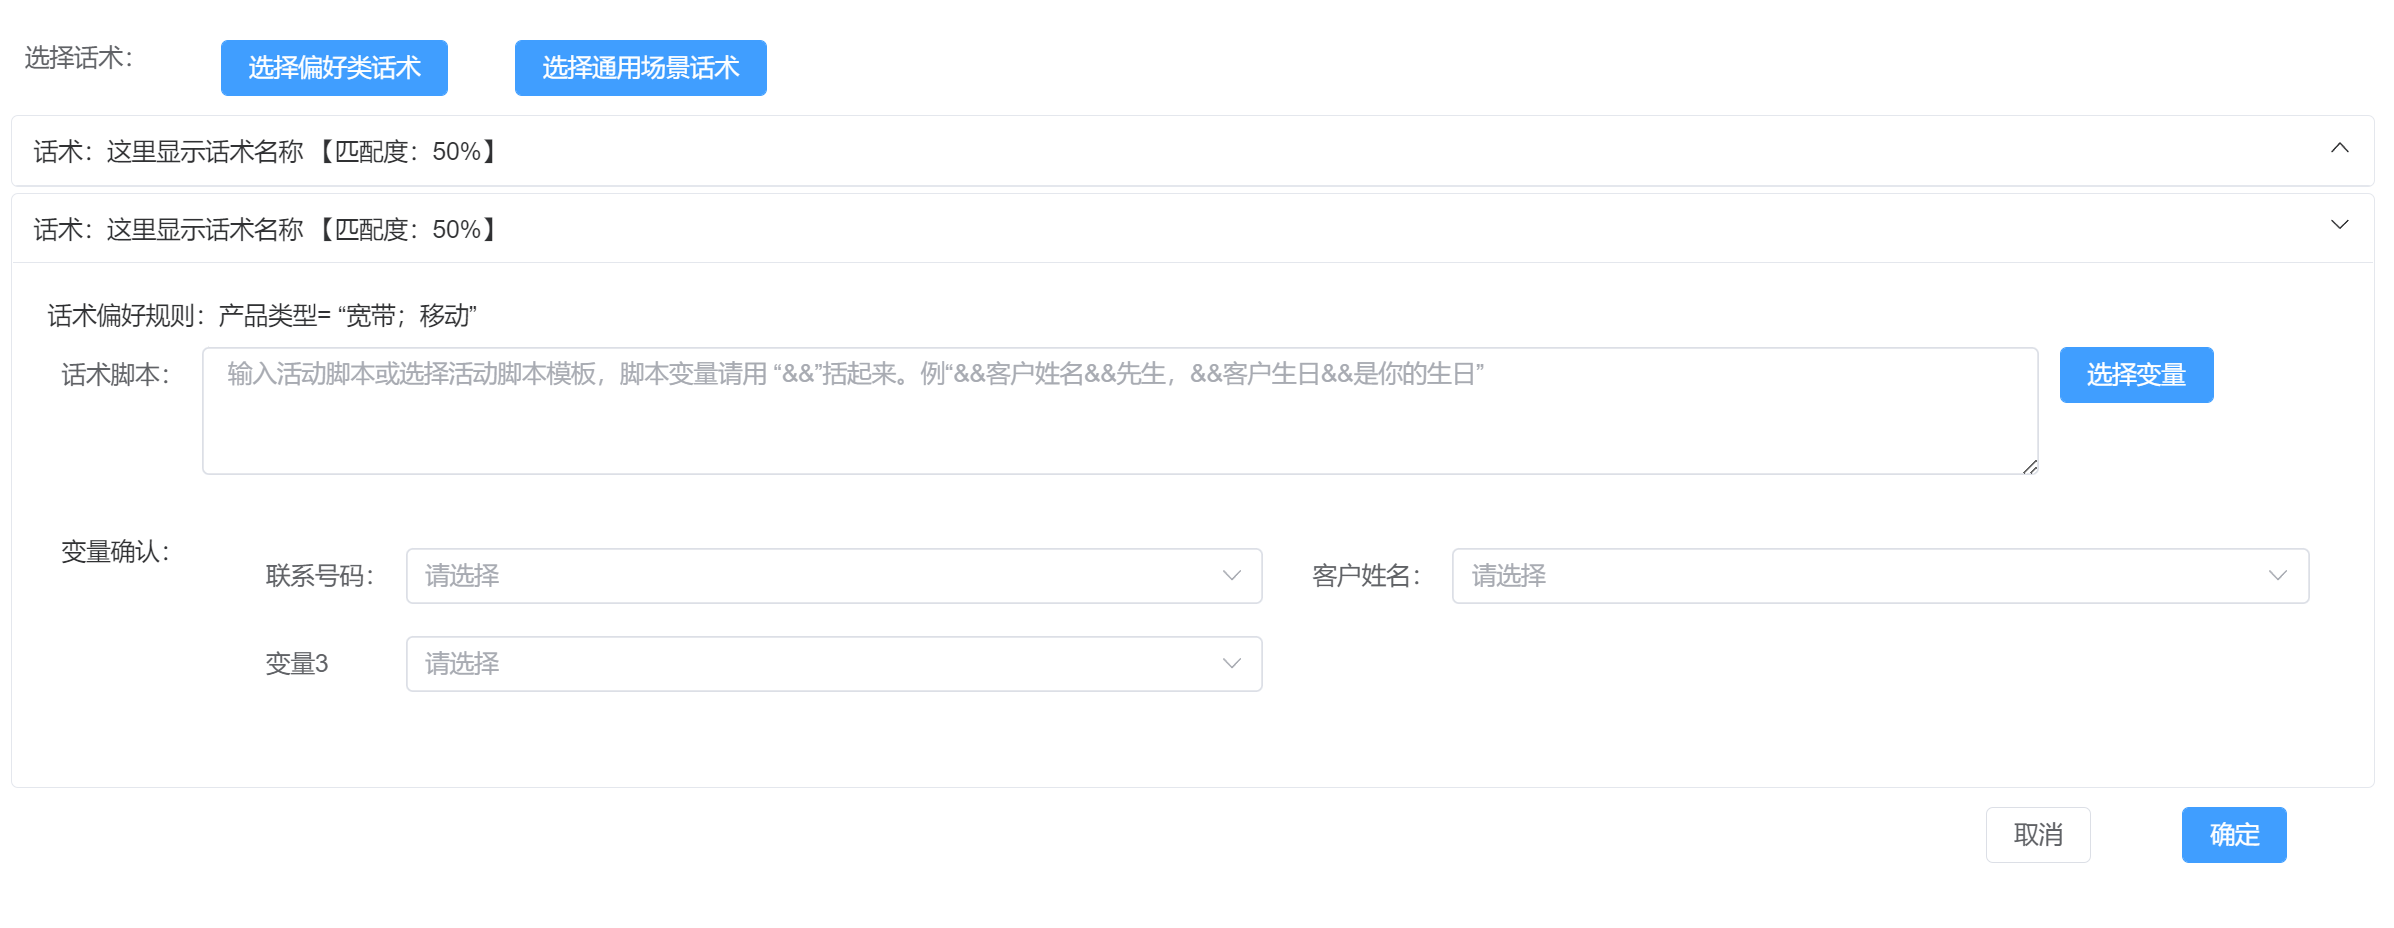 选择话术： 选择偏好类话术 选择通用场景话术
话术：这里显示话术名称 【匹配度：50%】
话术：这里显示话术名称 【匹配度：50%】
话术偏好规则：产品类型= “宽带；移动”
话术脚本： 输入活动脚本或选择活动脚本模板，脚本变量请用 “&&”括起来。例“&&客户姓名&&先生，&&客户生日&&是你的生日” 选择变量
变量确认：
联系号码： 请选择 客户姓名： 请选择
变量3 请选择
取消 确定